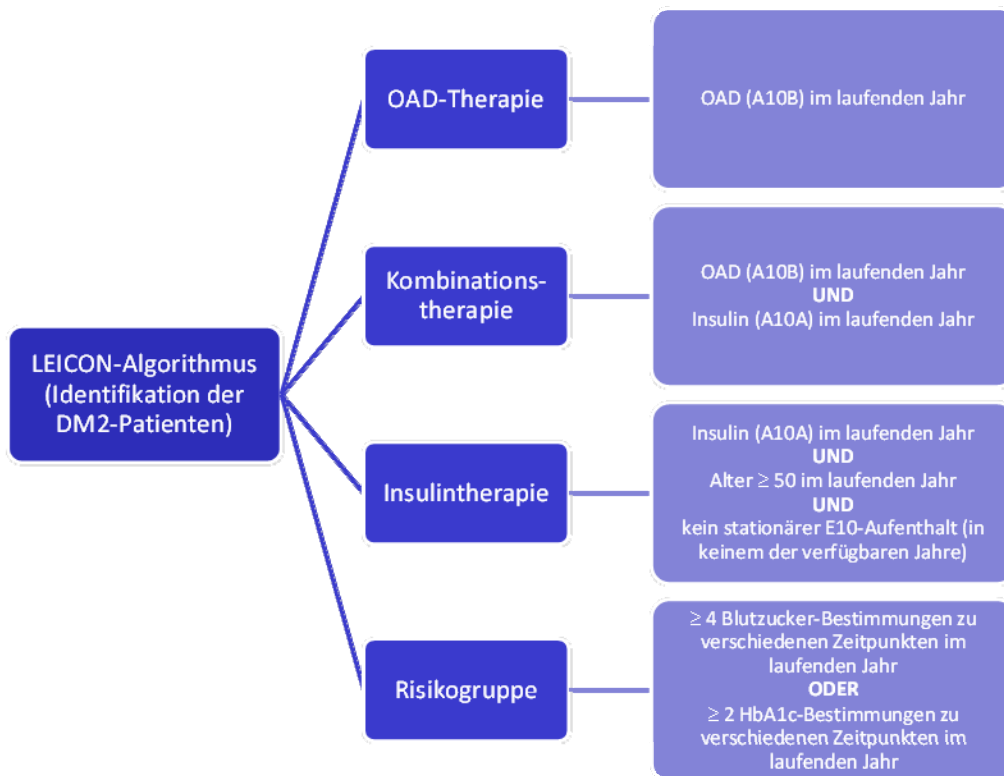 LEICON-Algorithmus
(Identifikation der
DM2-Patienten)
OAD-Therapie
OAD (A10B) im laufenden Jahr
Kombinations-
therapie
OAD (A10B) im laufenden Jahr
UND
Insulin (A10A) im laufenden Jahr
Insulintherapie
Insulin (A10A) im laufenden Jahr
UND
Alter ≥ 50 im laufenden Jahr
UND
kein stationärer E10-Aufenthalt (in
keinem der verfügbaren Jahre)
Risikogruppe
≥ 4 Blutzucker-Bestimmungen zu
verschiedenen Zeitpunkten im
laufenden Jahr
ODER
≥ 2 HbA1c-Bestimmungen zu
verschiedenen Zeitpunkten im
laufenden Jahr